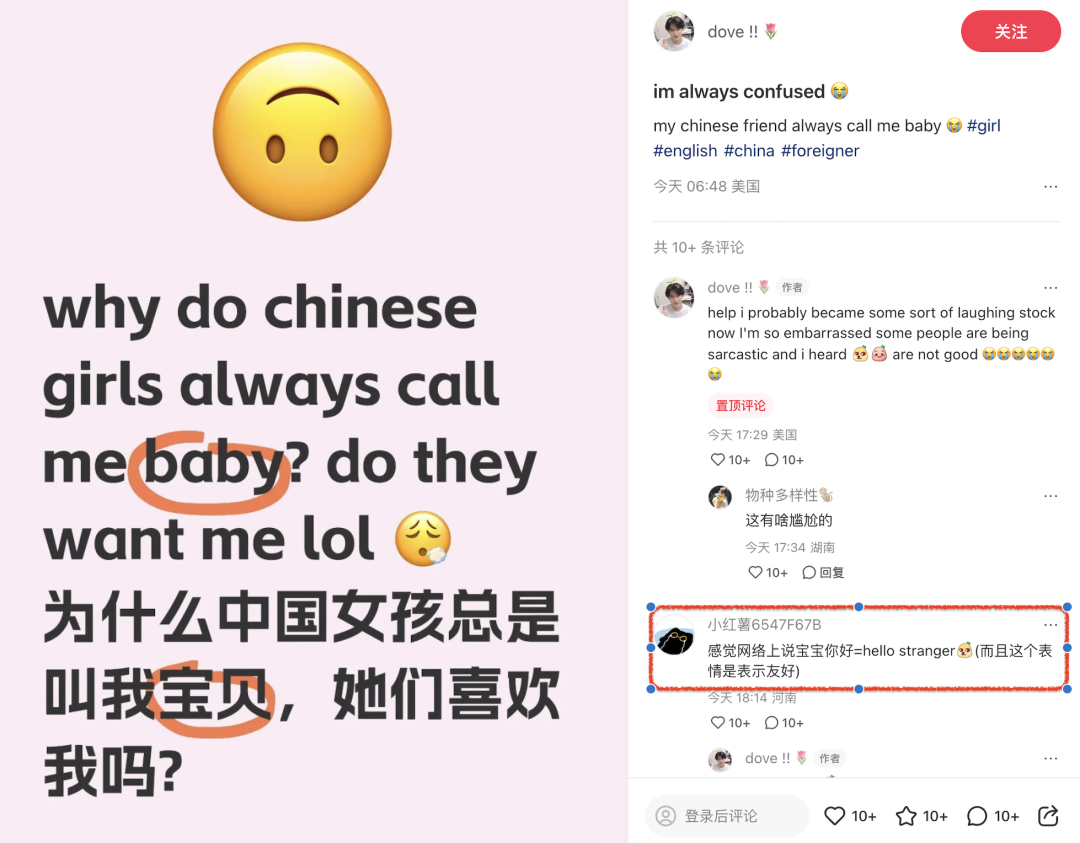 why do chinese
girls always call
me baby? do they
want me lol 😮‍💨
为什么中国女孩总是
叫我宝贝，她们喜欢
我吗?
dove !! 🌷
关注
im always confused 😭
my chinese friend always call me baby 😭 #girl
#english #china #foreigner
今天 06:48 美国
共 10+ 条评论
dove !! 🌷 作者
help i probably became some sort of laughing stock
now I'm so embarrassed some people are being
sarcastic and i heard are not good 😭😭😭😭😭
😭
置顶评论
今天 17:29 美国
10+ 10+
物种多样性👋🏼
这有啥尴尬的
今天 17:34 湖南
10+ 回复
小红薯6547F67B
感觉网络上说宝宝你好=hello stranger(而且这个表
情是表示友好)
今天 18:14 河南
10+ 10+
dove !! 🌷 作者
登录后评论 10+ 10+ 10+